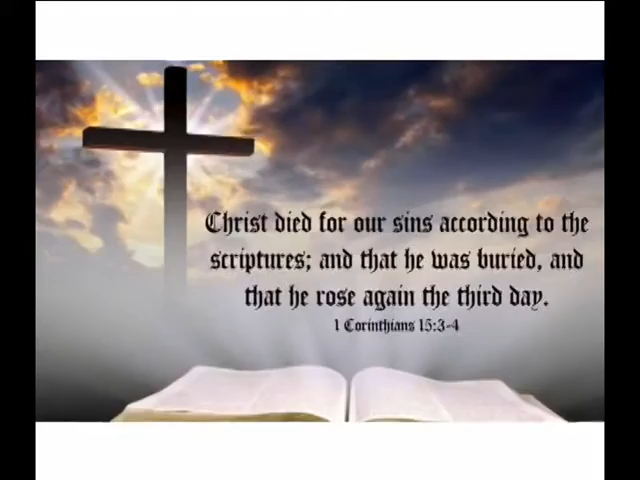 Christ died for our sins according to the
scriptures; and that he was buried, and
that he rose again the third day.
1 Corinthians 15:3-4